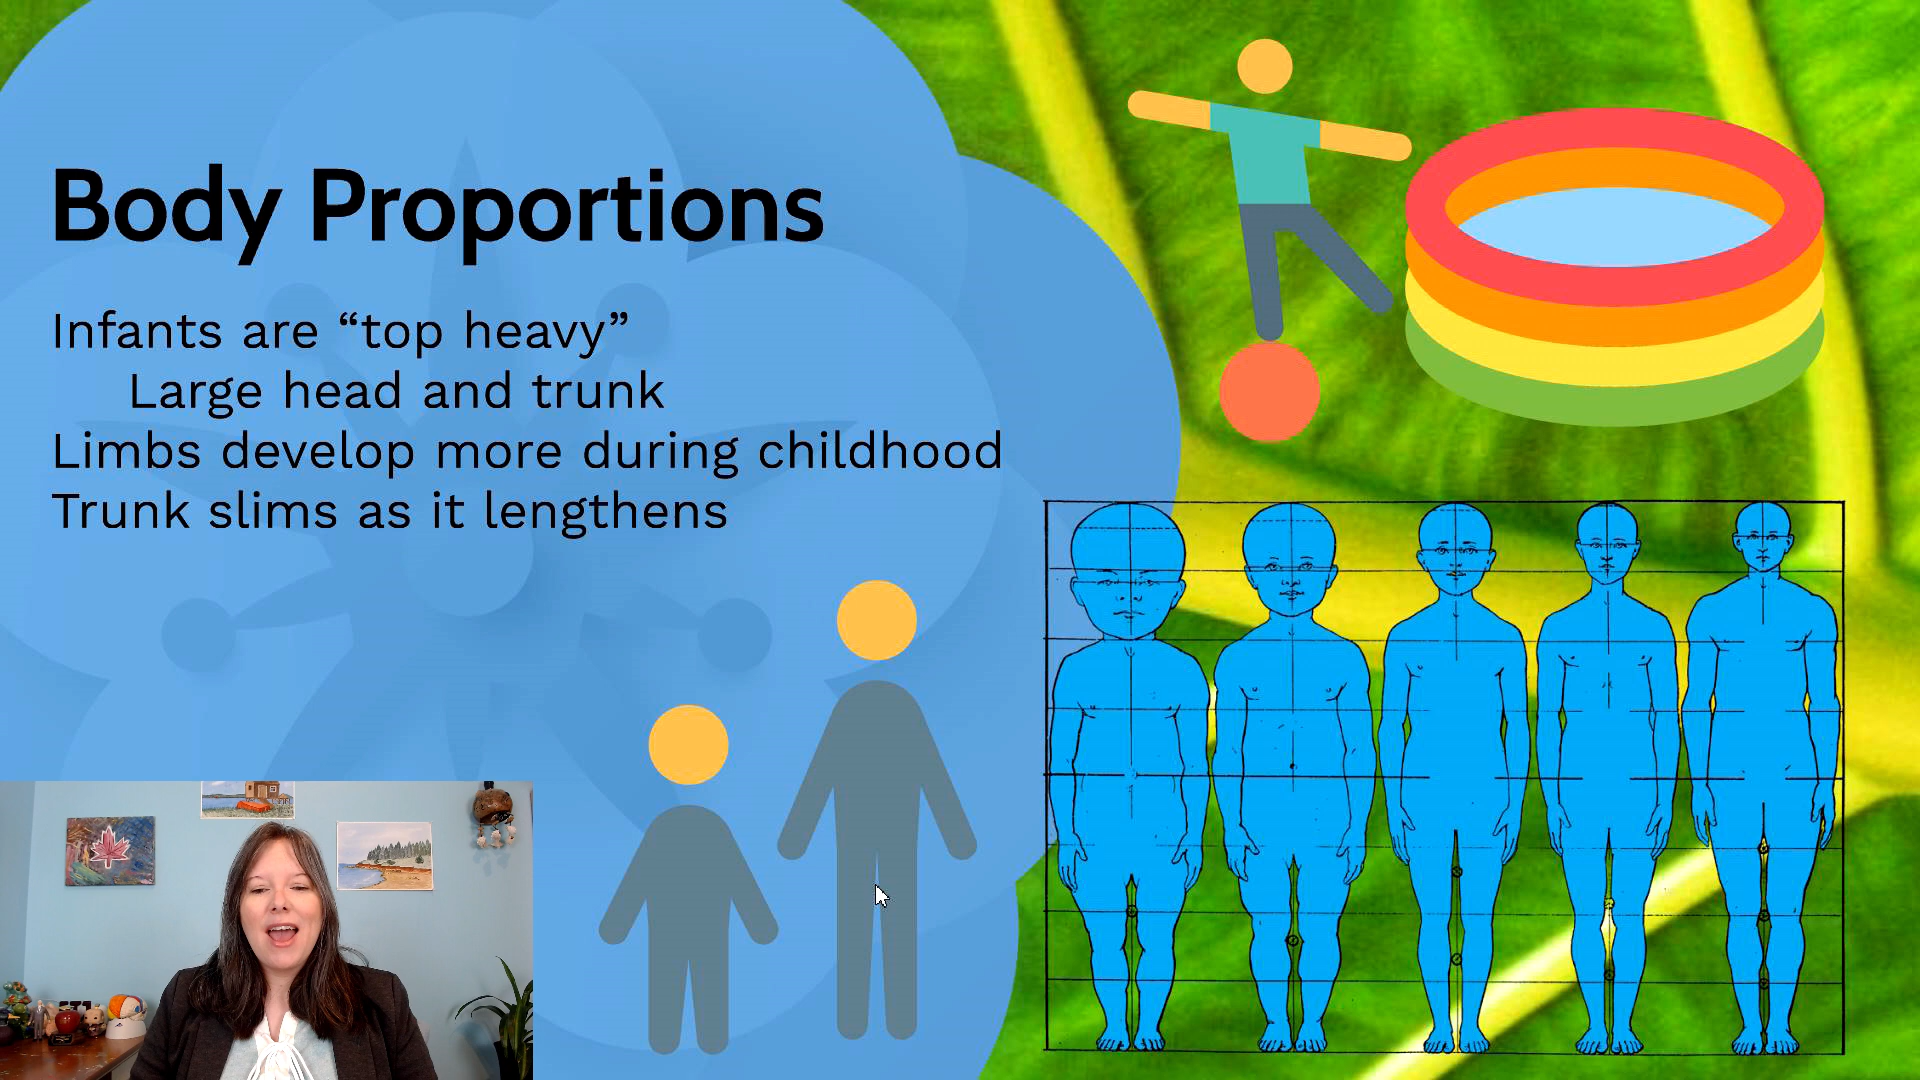 Body Proportions
Infants are “top heavy”
Large head and trunk
Limbs develop more during childhood
Trunk slims as it lengthens